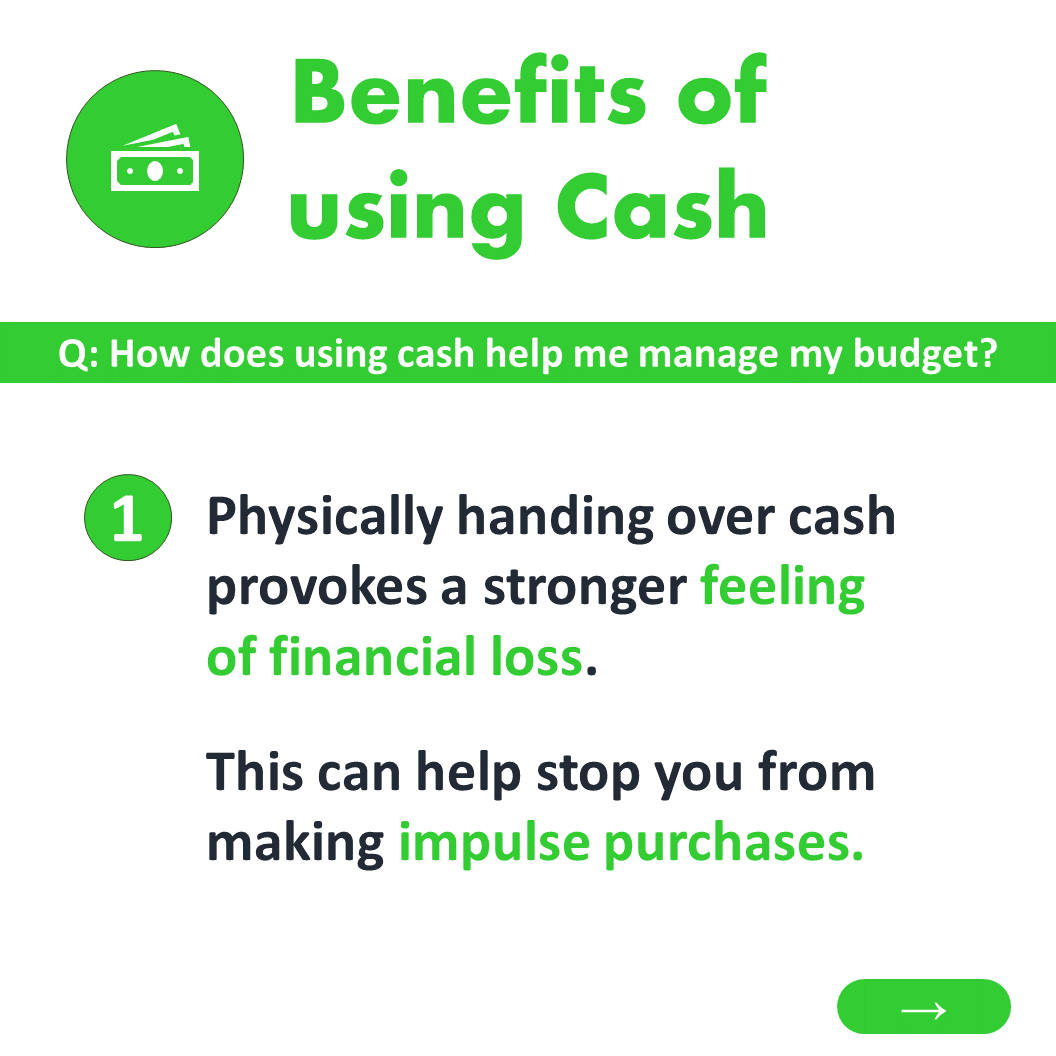 Benefits of
using Cash
Q: How does using cash help me manage my budget?
1
Physically handing over cash
provokes a stronger feeling
of financial loss.
This can help stop you from
making impulse purchases.
→